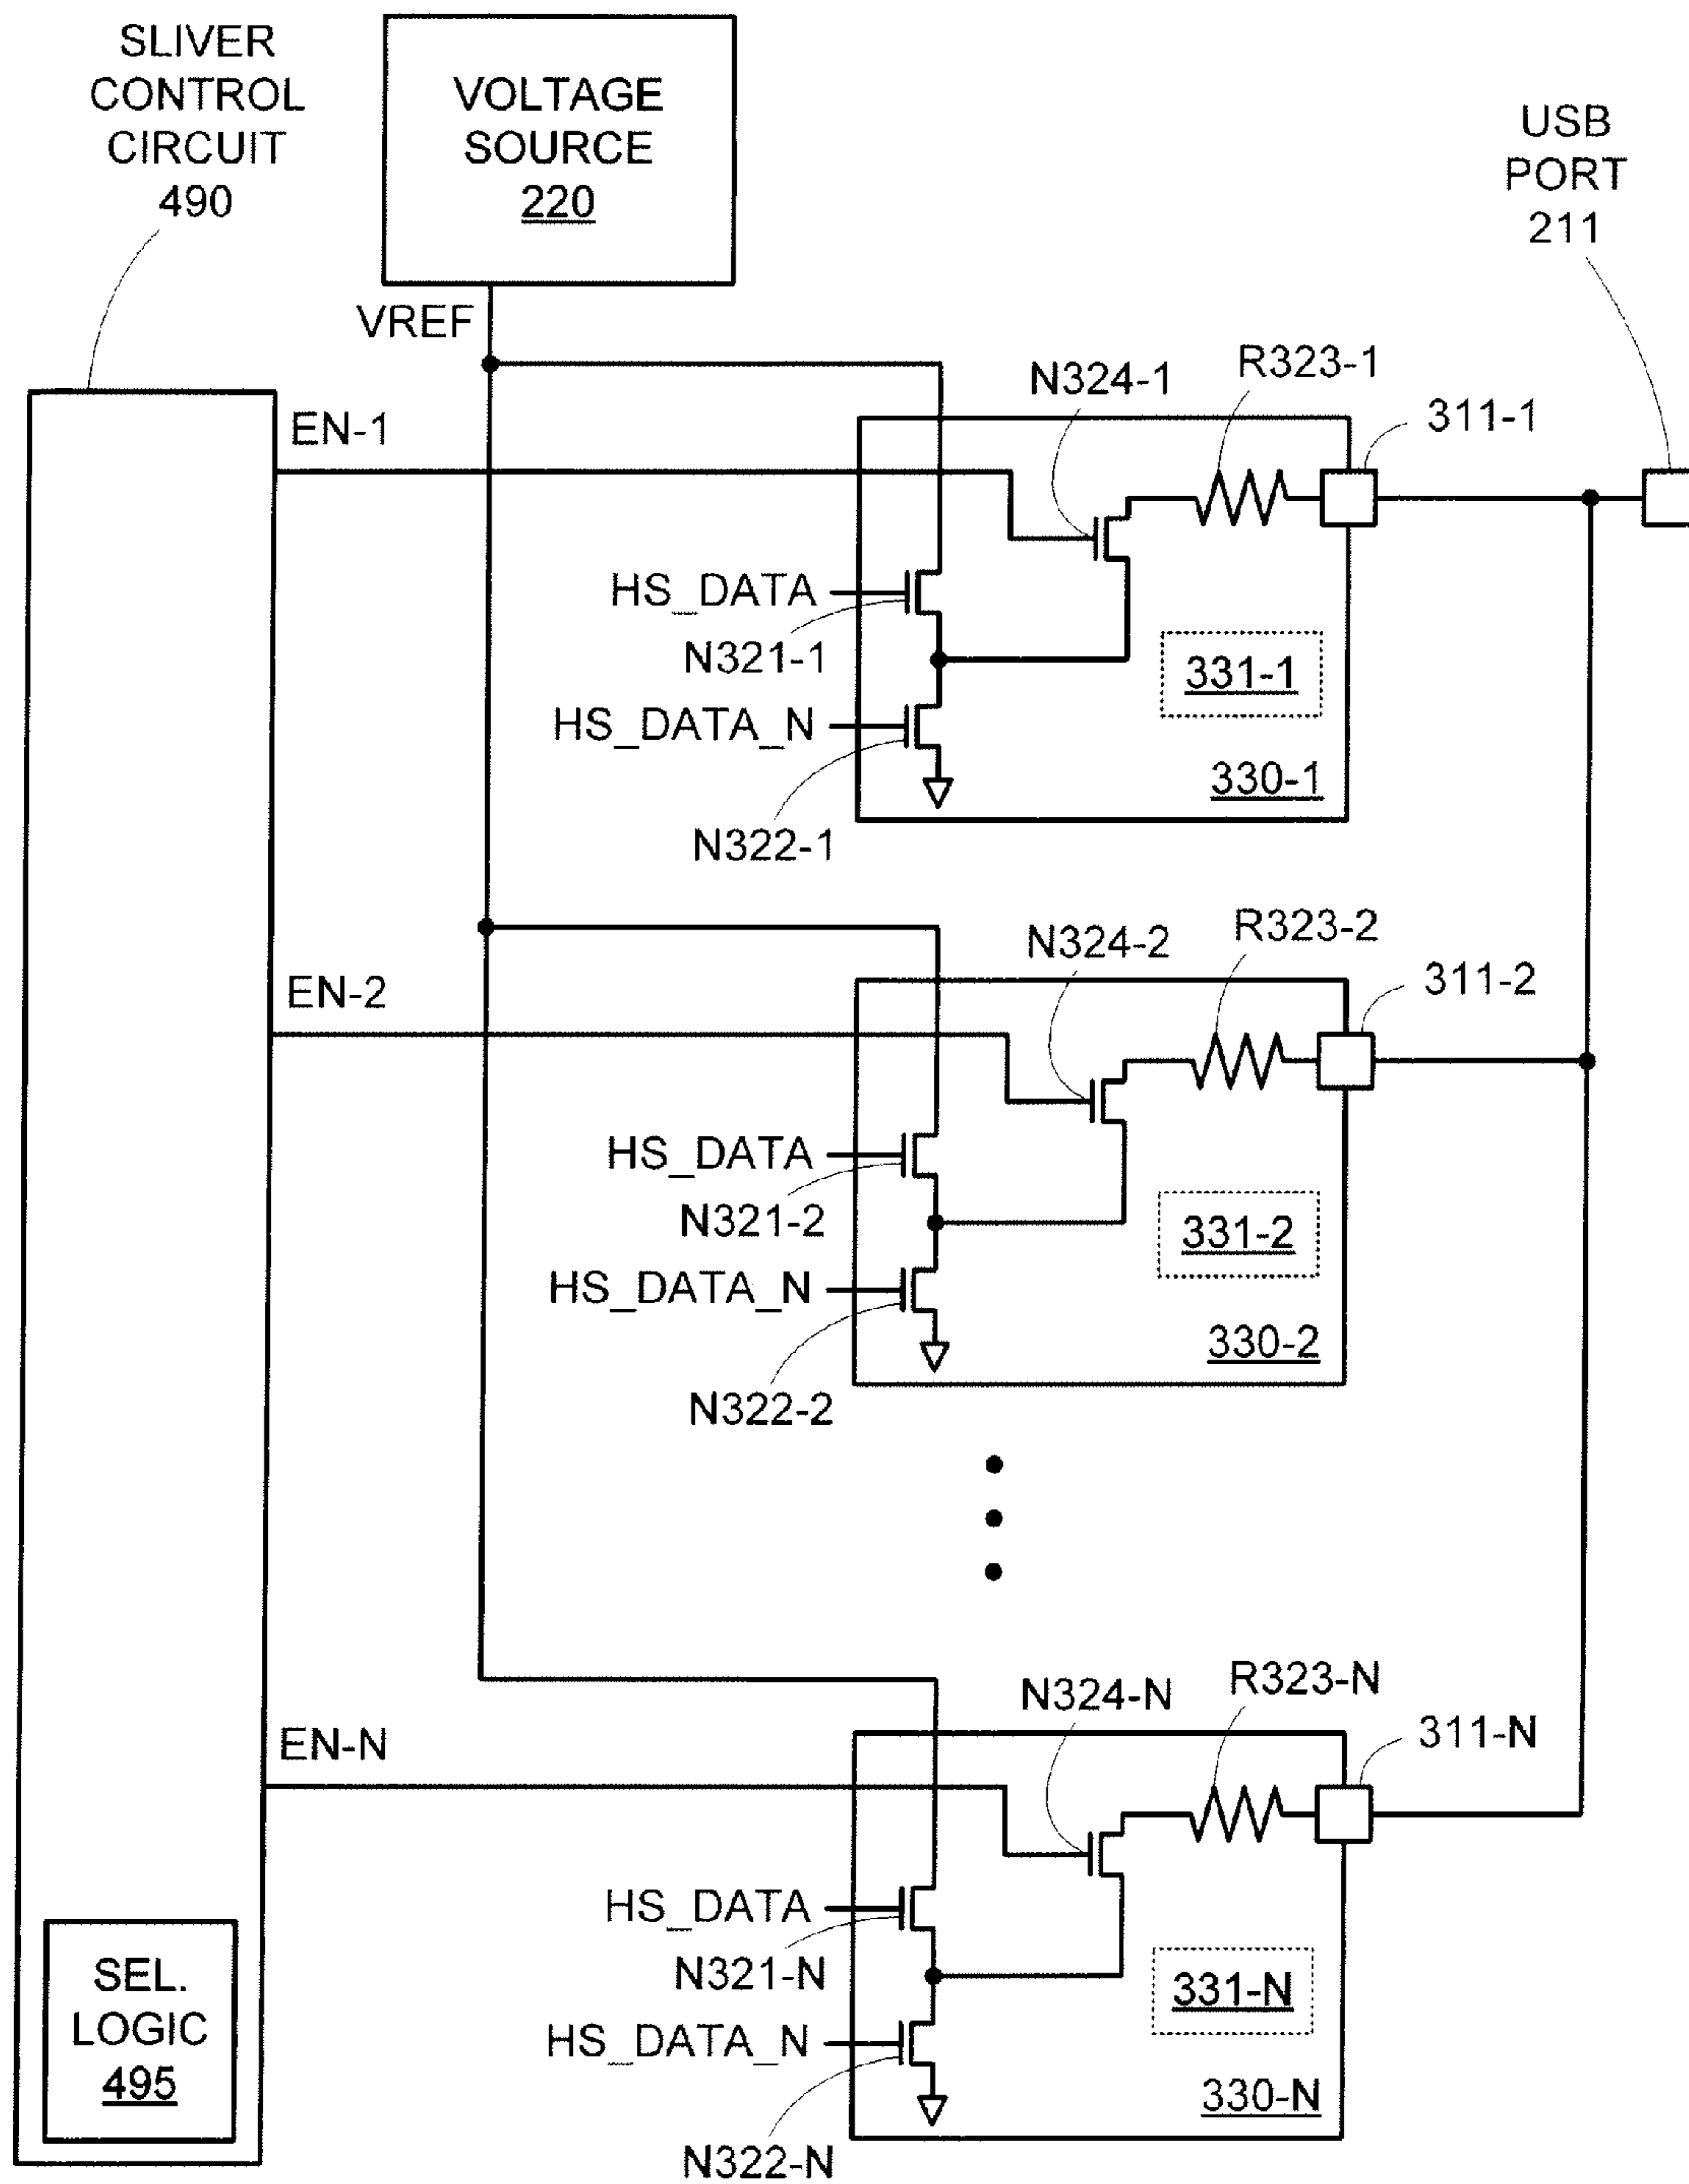 SLIVER
CONTROL
CIRCUIT
490
VOLTAGE
SOURCE
220
USB
PORT
211
VREF
N324-1
R323-1
311-1
EN-1
HS_DATA
N321-1
331-1
HS_DATA_N
330-1
N322-1
N324-2
R323-2
311-2
EN-2
HS_DATA
N321-2
331-2
HS_DATA_N
330-2
N322-2
N324-N
R323-N
311-N
EN-N
HS_DATA
N321-N
331-N
HS_DATA_N
330-N
N322-N
SEL.
LOGIC
495